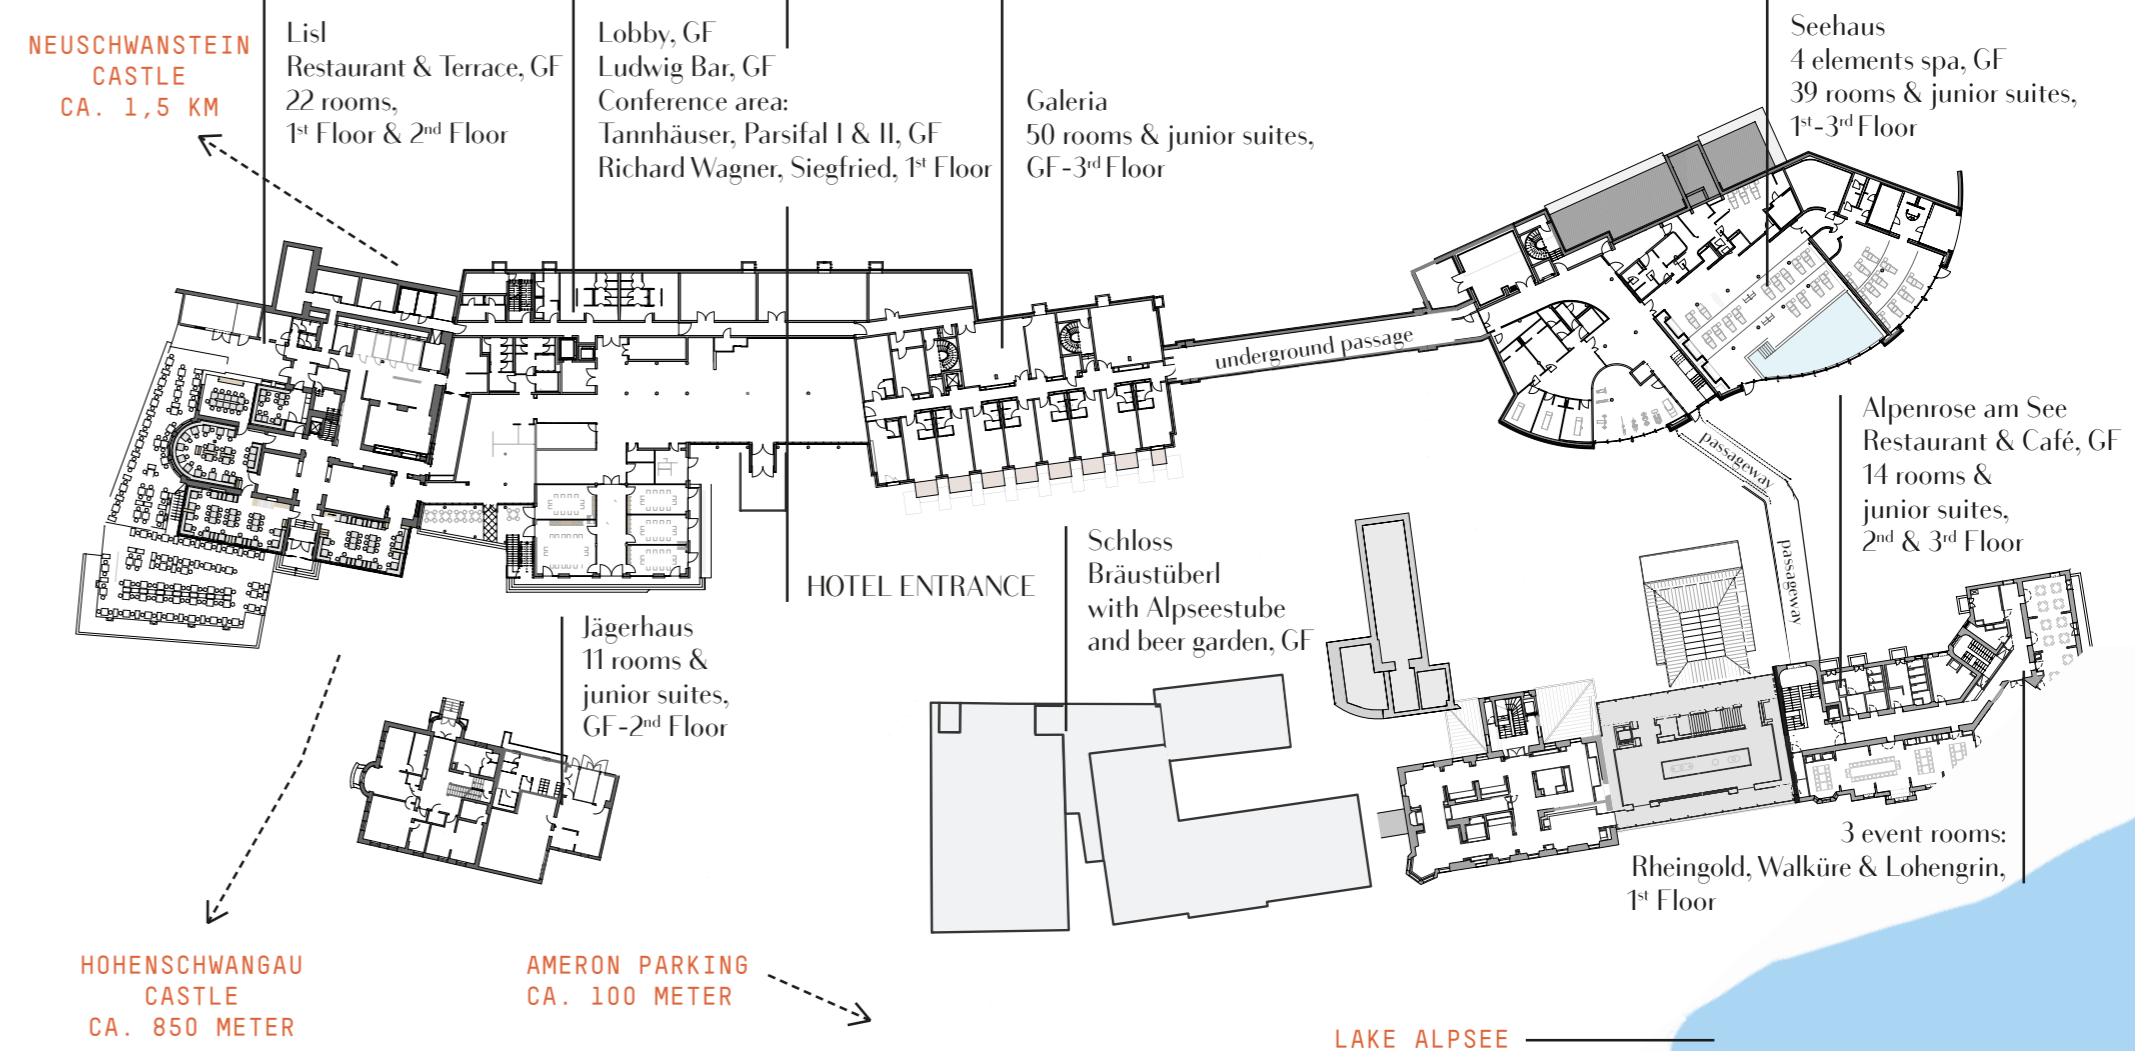 NEUSCHWANSTEIN
CASTLE
CA. 1,5 KM
Lisl
Restaurant & Terrace, GF
22 rooms,
1st Floor & 2nd Floor
Lobby, GF
Ludwig Bar, GF
Conference area:
Tannhäuser, Parsifal I & II, GF
Richard Wagner, Siegfried, 1st Floor
Galeria
50 rooms & junior suites,
GF-3rd Floor
Seehaus
4 elements spa, GF
39 rooms & junior suites,
1st-3rd Floor
underground passage
passageway
passageway
Alpenrose am See
Restaurant & Café, GF
14 rooms &
junior suites,
2nd & 3rd Floor
HOTEL ENTRANCE
Schloss
Bräustüberl
with Alpseestube
and beer garden, GF
Jägerhaus
11 rooms &
junior suites,
GF-2nd Floor
3 event rooms:
Rheingold, Walküre & Lohengrin,
1st Floor
HOHENSCHWANGAU
CASTLE
CA. 850 METER
AMERON PARKING
CA. 100 METER
LAKE ALPSEE